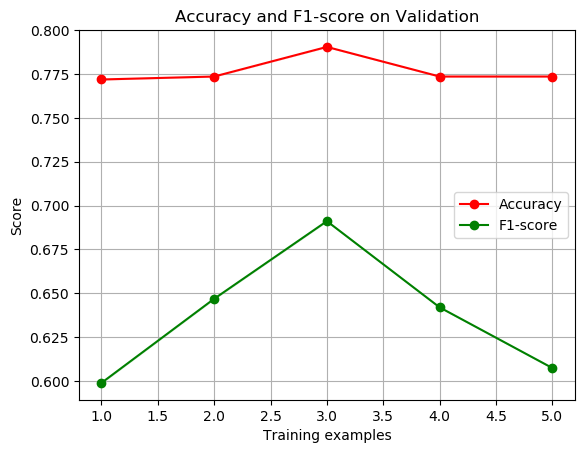 Accuracy and F1-score on Validation
0.800
0.775
0.750
0.725
0.700
0.675
0.650
0.625
0.600
Score
Accuracy
F1-score
1.0 1.5 2.0 2.5 3.0 3.5 4.0 4.5 5.0
Training examples